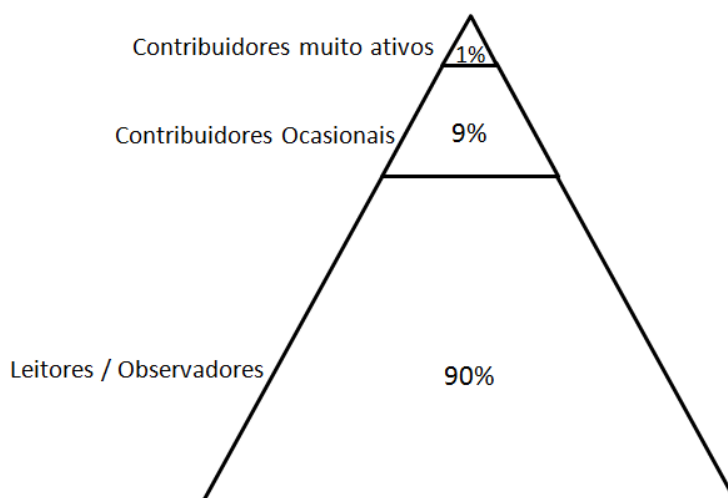 Contribuidores muito ativos
1%
Contribuidores Ocasionais
9%
Leitores / Observadores
90%